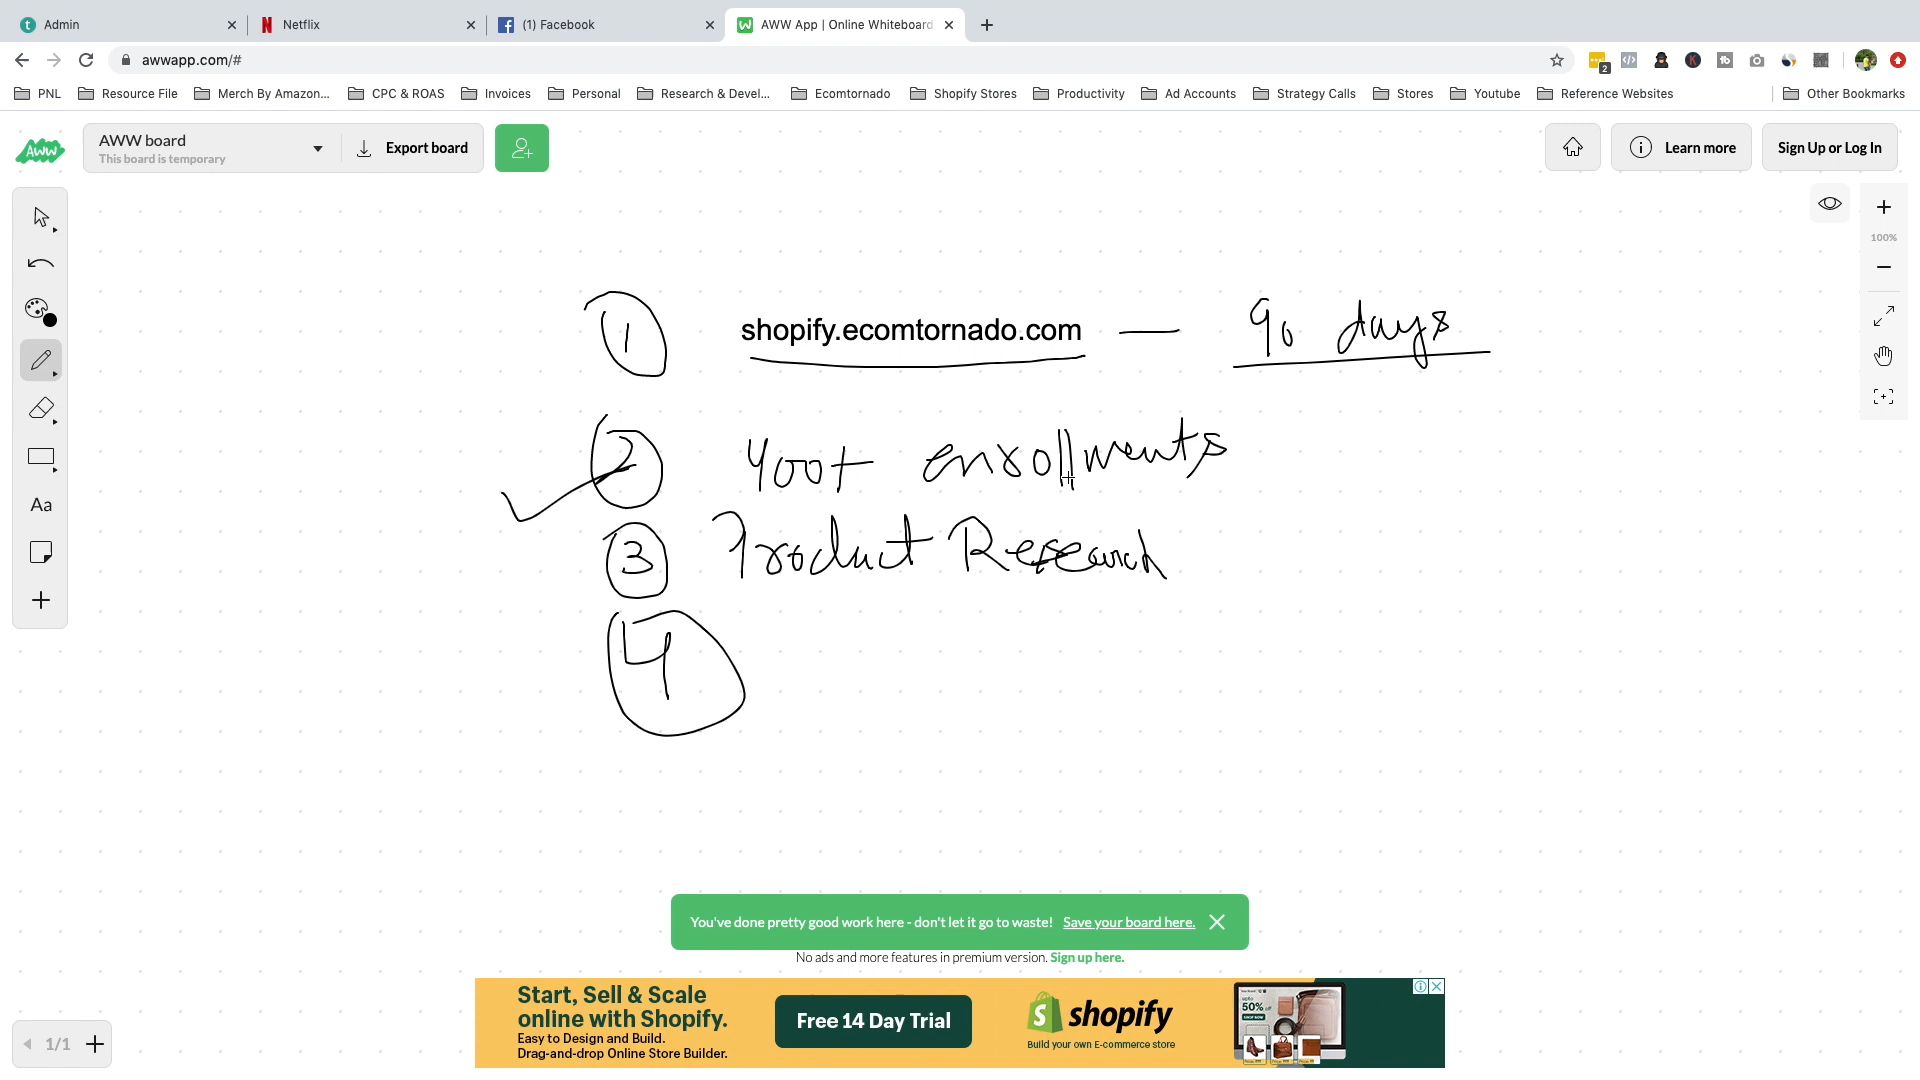 Admin Netflix (1) Facebook AWW App | Online Whiteboard
awwapp.com/# 2
PNL Resource File Merch By Amazon... CPC & ROAS Invoices Personal Research & Devel... Ecomtornado Shopify Stores Productivity Ad Accounts Strategy Calls Stores Youtube Reference Websites Other Bookmarks
AWW
AWW board
This board is temporary
Export board
Learn more
Sign Up or Log In
100%
1 shopify.ecomtornado.com — 90 days
2 400+ enrollments
3 Product Research
4
Aa
You've done pretty good work here - don't let it go to waste! Save your board here.
No ads and more features in premium version. Sign up here.
Start, Sell & Scale
online with Shopify.
Easy to Design and Build.
Drag-and-drop Online Store Builder.
Free 14 Day Trial
shopify
Build your own E-commerce store
50%
1/1